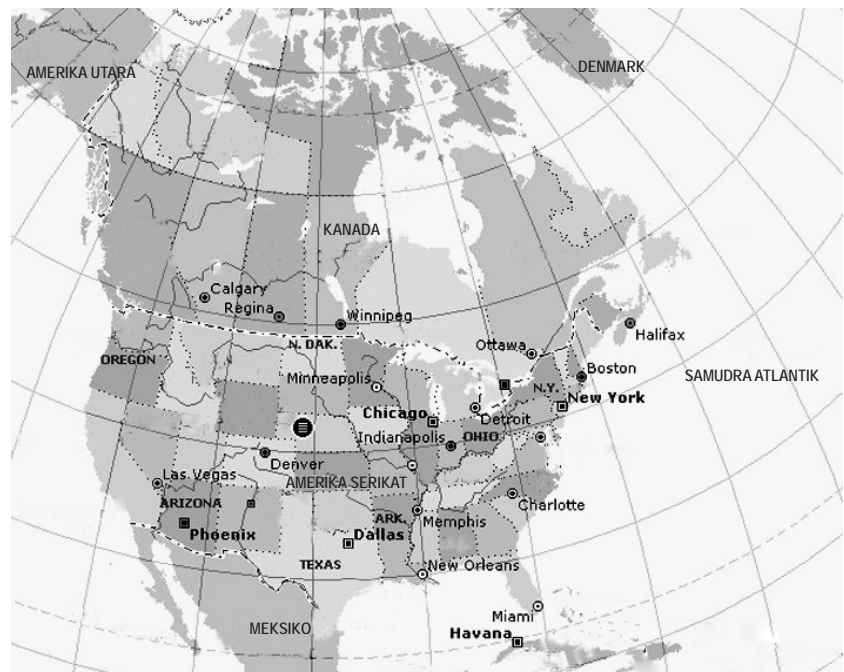 AMERIKA UTARA
DENMARK
KANADA
Calgary
Regina
Winnipeg
N. DAK.
Ottawa
Halifax
OREGON
Minneapolis
Boston
SAMUDRA ATLANTIK
N.Y.
New York
Chicago
Detroit
Indianapolis
OHIO
Denver
Las Vegas
AMERIKA SERIKAT
ARIZONA
Charlotte
ARK.
Memphis
Phoenix
Dallas
TEXAS
New Orleans
Miami
MEKSIKO
Havana